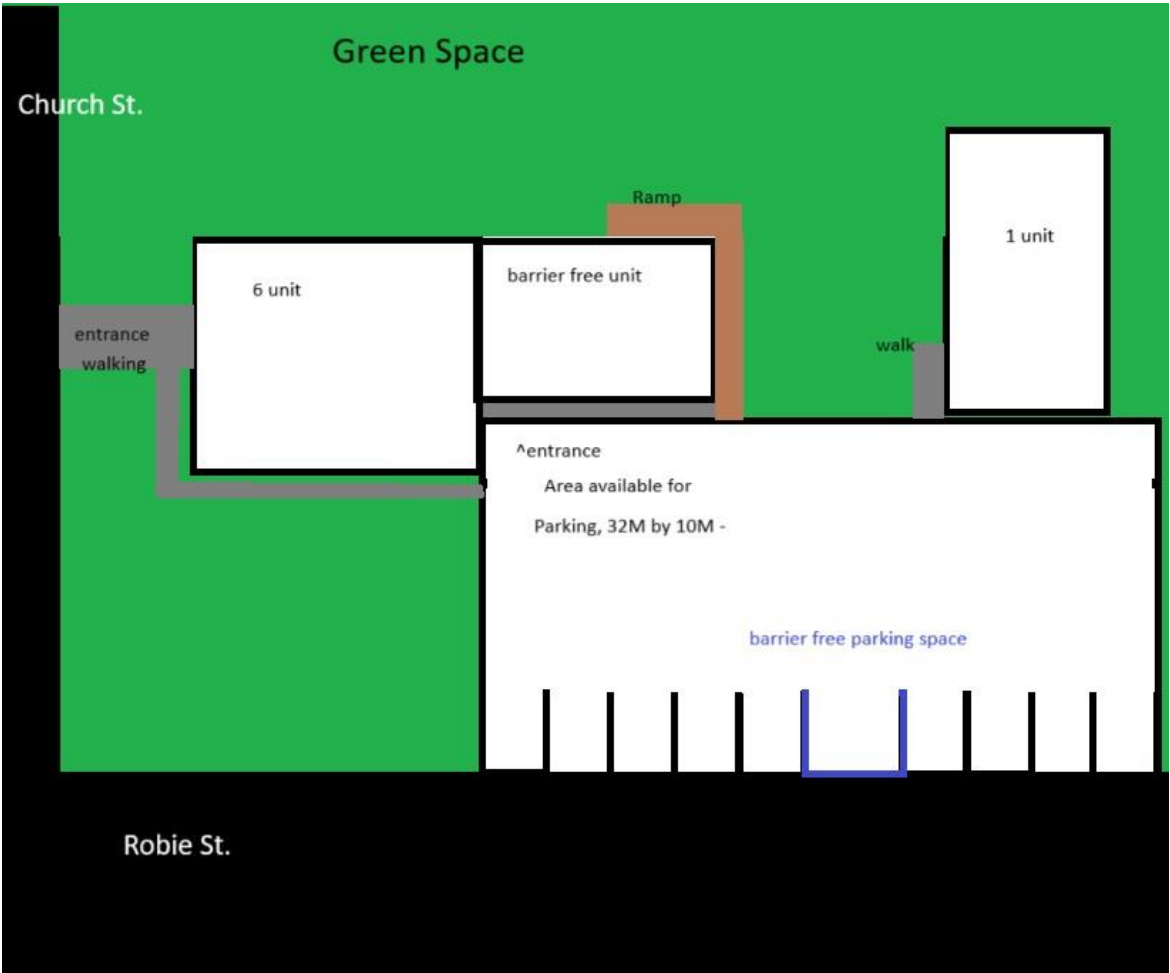 Green Space
Church St.
Ramp
1 unit
barrier free unit
6 unit
entrance
walking
walk
^entrance
Area available for
Parking, 32M by 10M -
barrier free parking space
Robie St.